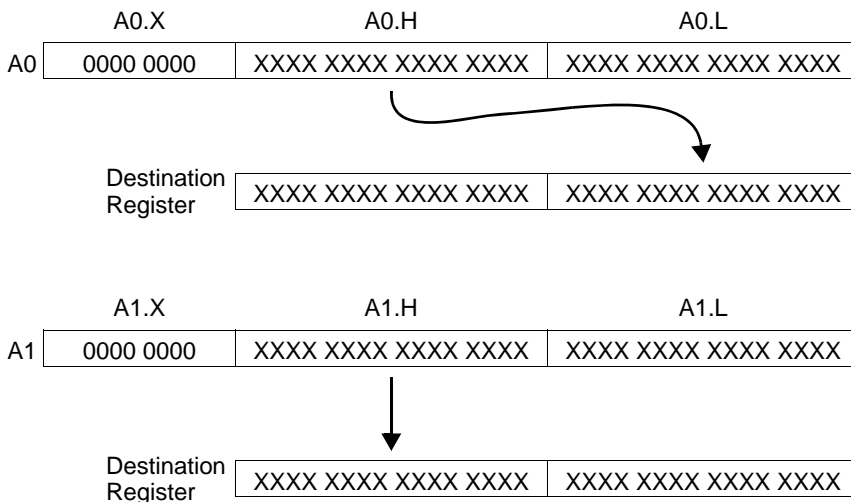 A0.X A0.H A0.L
A0 0000 0000 XXXX XXXX XXXX XXXX XXXX XXXX XXXX XXXX
Destination
Register XXXX XXXX XXXX XXXX XXXX XXXX XXXX XXXX
A1.X A1.H A1.L
A1 0000 0000 XXXX XXXX XXXX XXXX XXXX XXXX XXXX XXXX
Destination
Register XXXX XXXX XXXX XXXX XXXX XXXX XXXX XXXX